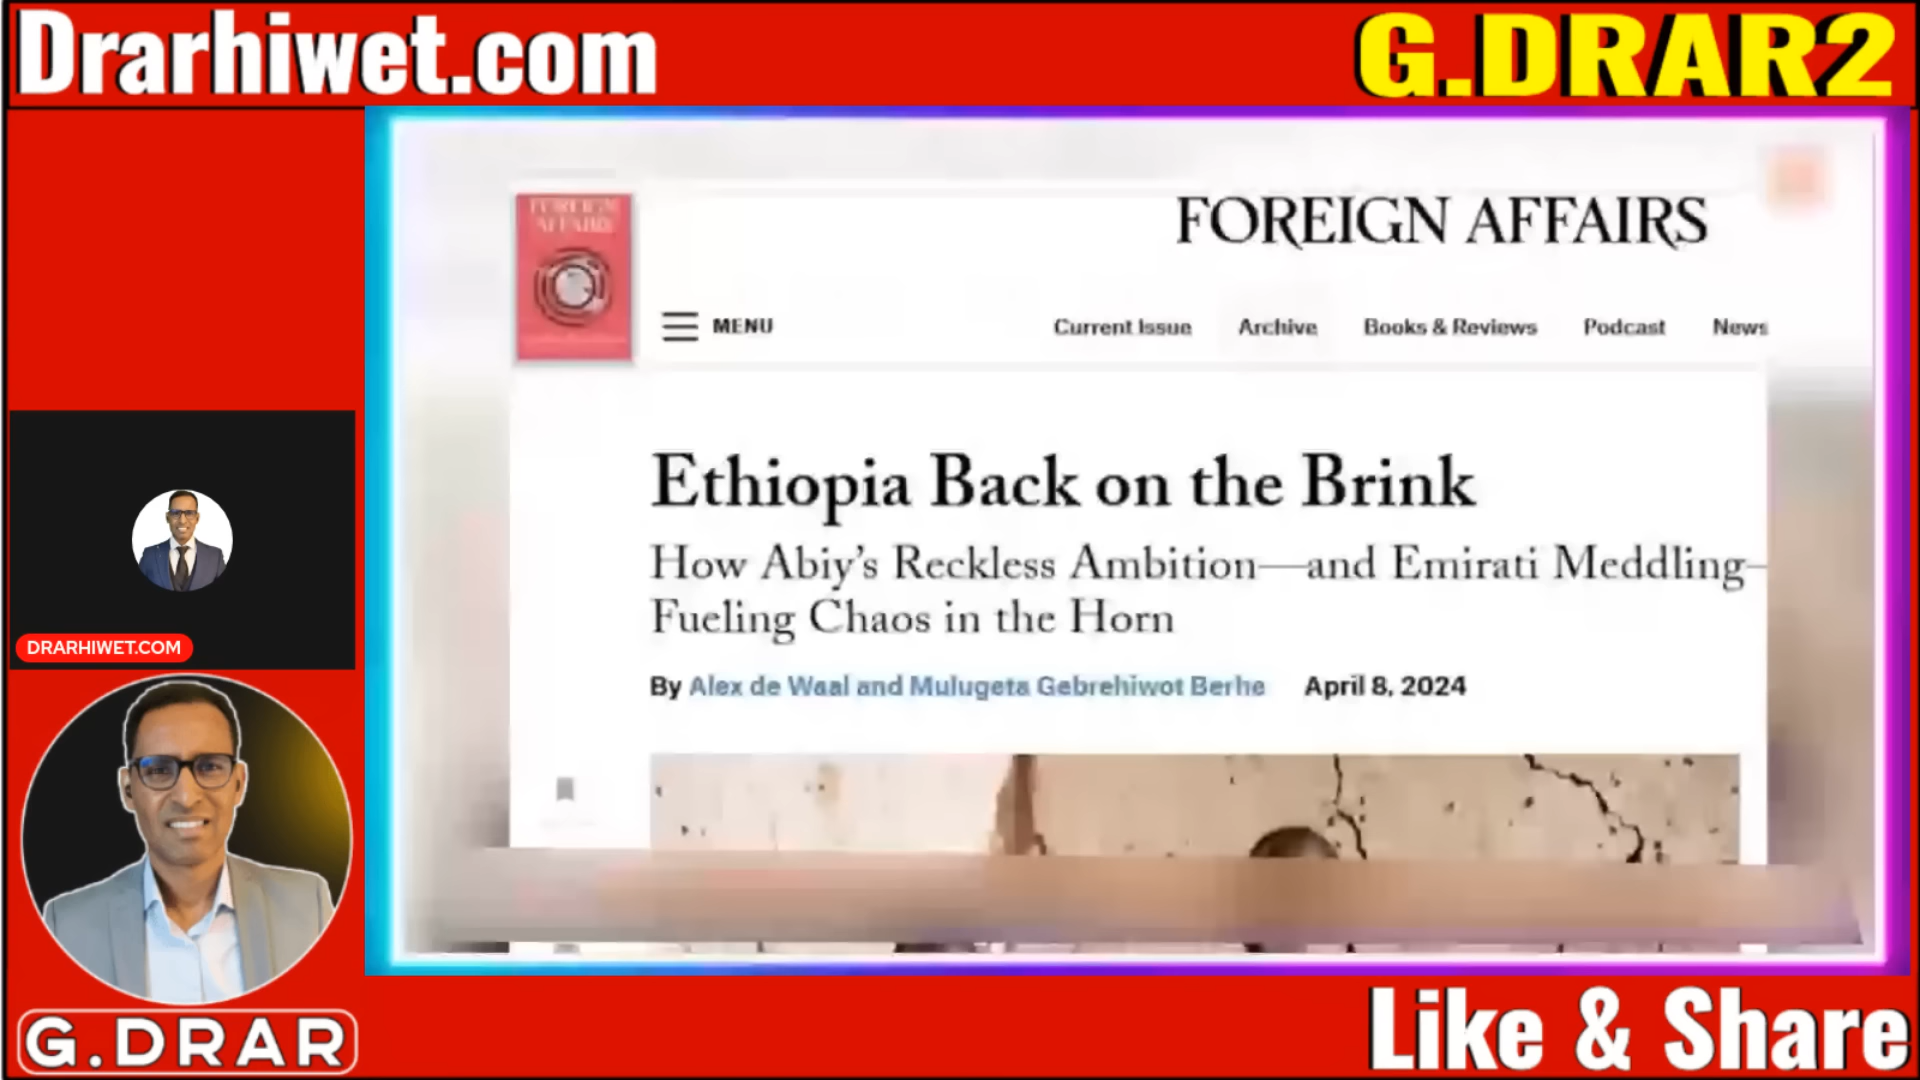 Drarhiwet.com
G.DRAR2
FOREIGN AFFAIRS
FOREIGN AFFAIRS
MENU
Current Issue Archive Books & Reviews Podcast News
Ethiopia Back on the Brink
How Abiy’s Reckless Ambition—and Emirati Meddling-
Fueling Chaos in the Horn
By Alex de Waal and Mulugeta Gebrehiwot Berhe April 8, 2024
DRARHIWET.COM
G.DRAR
Like & Share